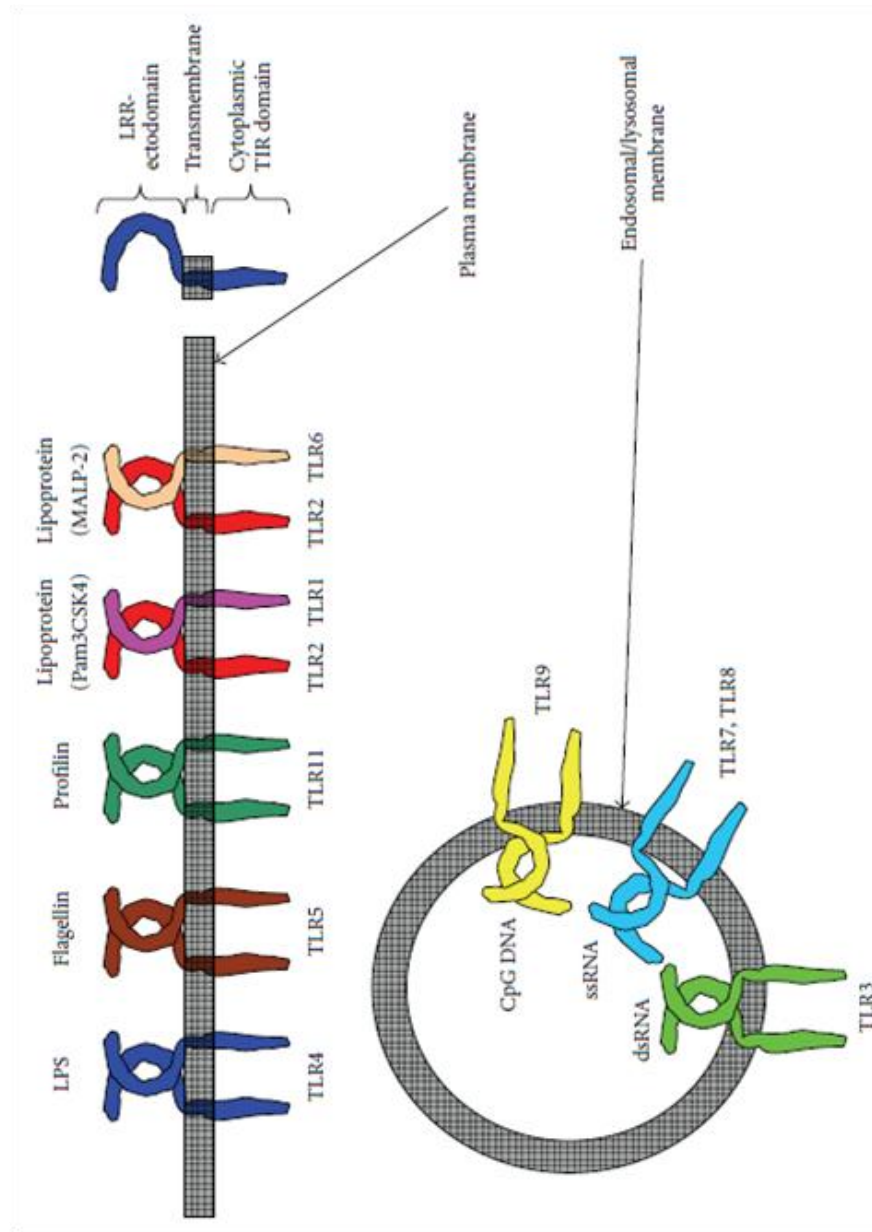 LPS
Flagellin
Profilin
Lipoprotein
(Pam3CSK4)
Lipoprotein
(MALP-2)
LRR-
ectodomain
Transmembrane
Cytoplasmic
TIR domain
TLR4
TLR5
TLR11
TLR2
TLR1
TLR2
TLR6
Plasma membrane
CpG DNA
TLR9
ssRNA
TLR7, TLR8
dsRNA
TLR3
Endosomal/lysosomal
membrane